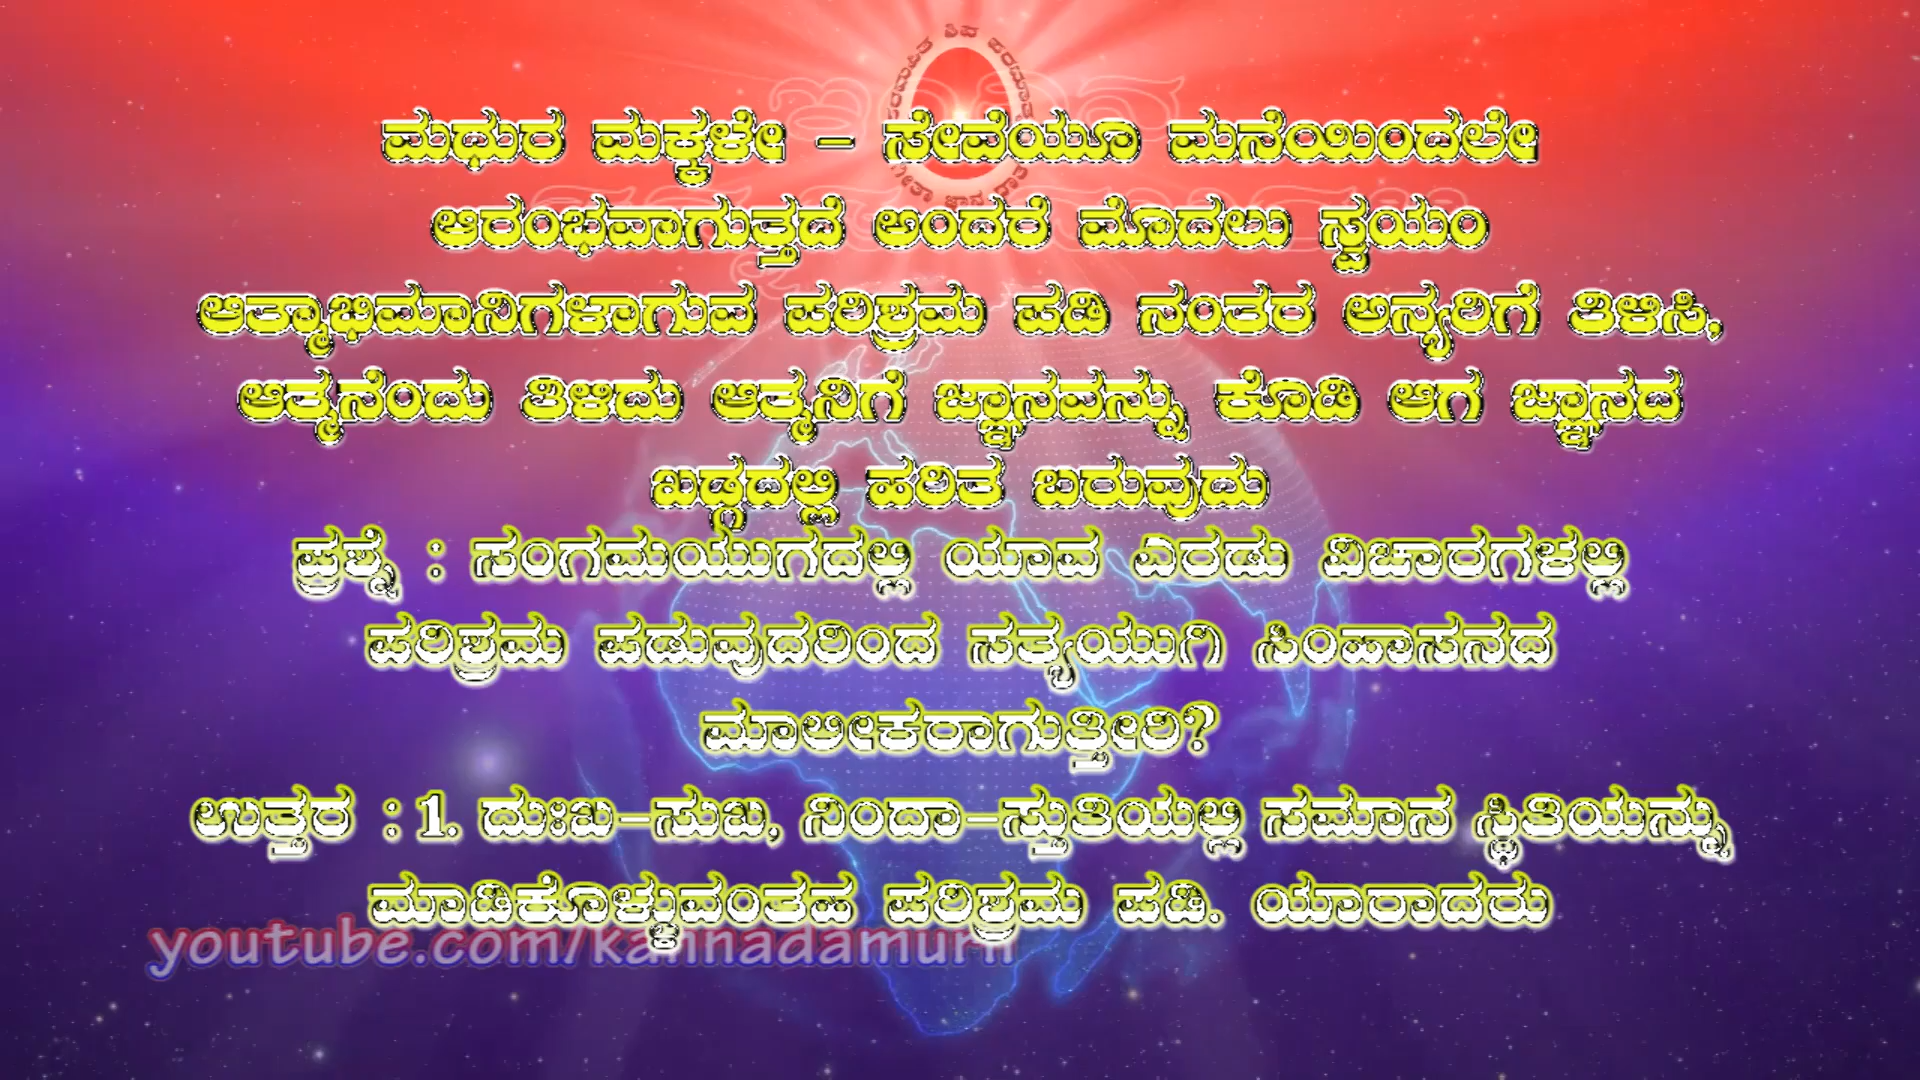 ಮಧುರ ಮಕ್ಕಳೇ – ಸೇವೆಯೂ ಮನೆಯಿಂದಲೇ
ಆರಂಭವಾಗುತ್ತದೆ ಅಂದರೆ ಮೊದಲು ಸ್ವಯಂ
ಆತ್ಮಾಭಿಮಾನಿಗಳಾಗುವ ಪರಿಶ್ರಮ ಪಡಿ ನಂತರ ಅನ್ಯರಿಗೆ ತಿಳಿಸಿ,
ಆತ್ಮನೆಂದು ತಿಳಿದು ಆತ್ಮನಿಗೆ ಜ್ಞಾನವನ್ನು ಕೊಡಿ ಆಗ ಜ್ಞಾನದ
ಖಡ್ಗದಲ್ಲಿ ಹರಿತ ಬರುವುದು
ಪ್ರಶ್ನೆ : ಸಂಗಮಯುಗದಲ್ಲಿ ಯಾವ ಏರಡು ವಿಚಾರಗಳಲ್ಲಿ
ಪರಿಶ್ರಮ ಪಡುವುದರಿಂದ ಸತ್ಯಯುಗಿ ಸಿಂಹಾಸನದ
ಮಾಲೀಕರಾಗುತ್ತೀರಿ?
ಉತ್ತರ : 1. ದುಃಖ–ಸುಖ, ನಿಂದಾ–ಸ್ತುತಿಯಲ್ಲಿ ಸಮಾನ ಸ್ಥಿತಿಯನ್ನು
ಮಾಡಿಕೊಳ್ಳುವಂತಹ ಪರಿಶ್ರಮ ಪಡಿ. ಯಾರಾದರು
youtube.com/kannadamurli